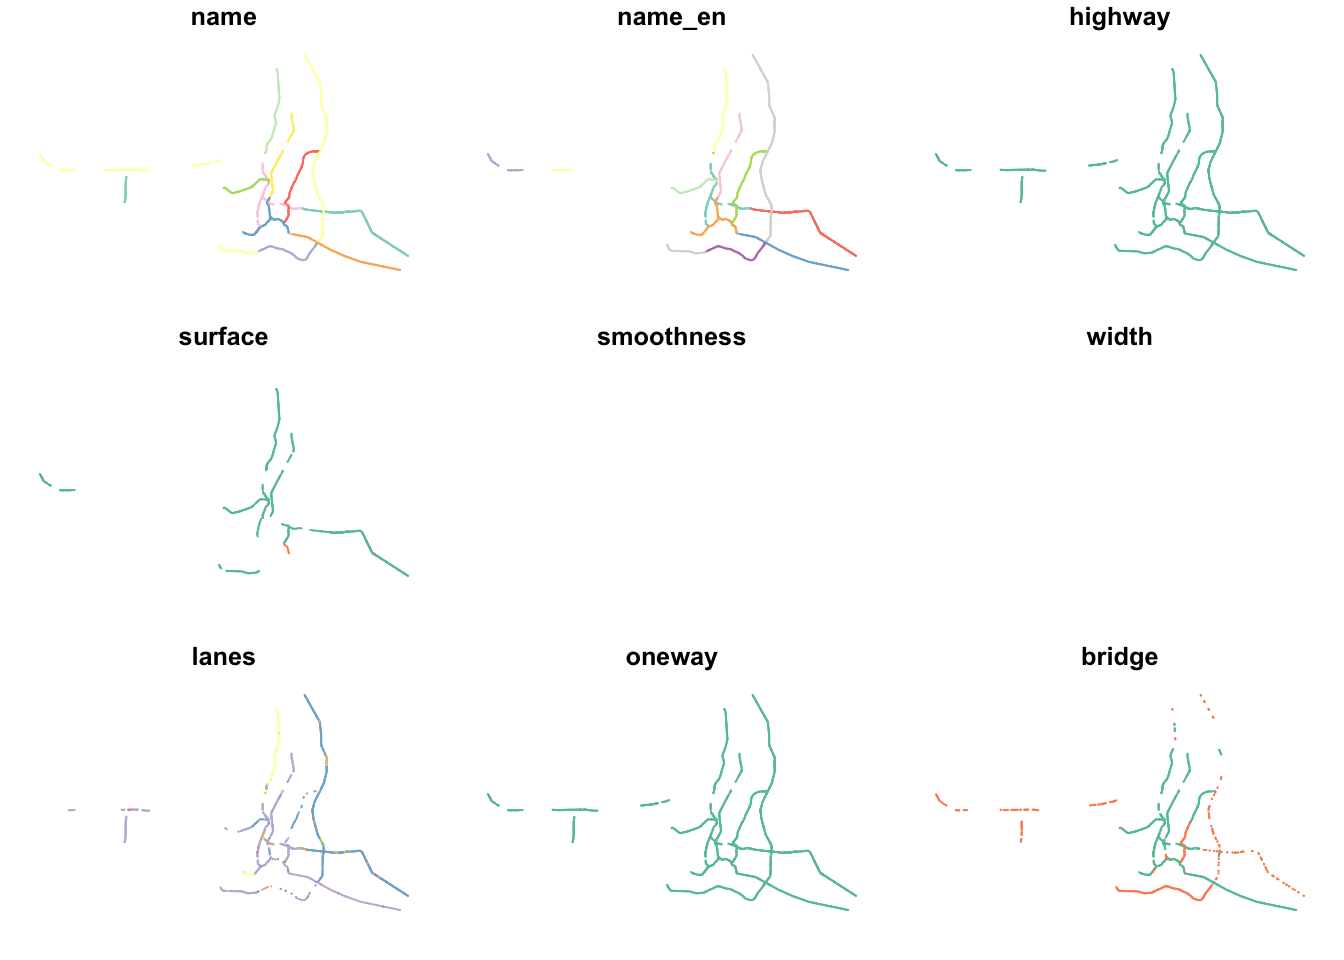 name
name_en
highway
surface
smoothness
width
lanes
oneway
bridge